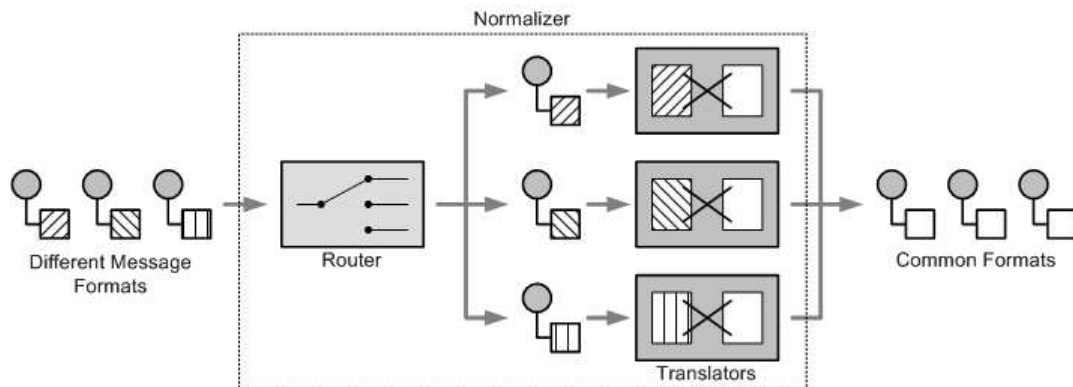 Normalizer
Different Message
Formats
Router
Translators
Common Formats